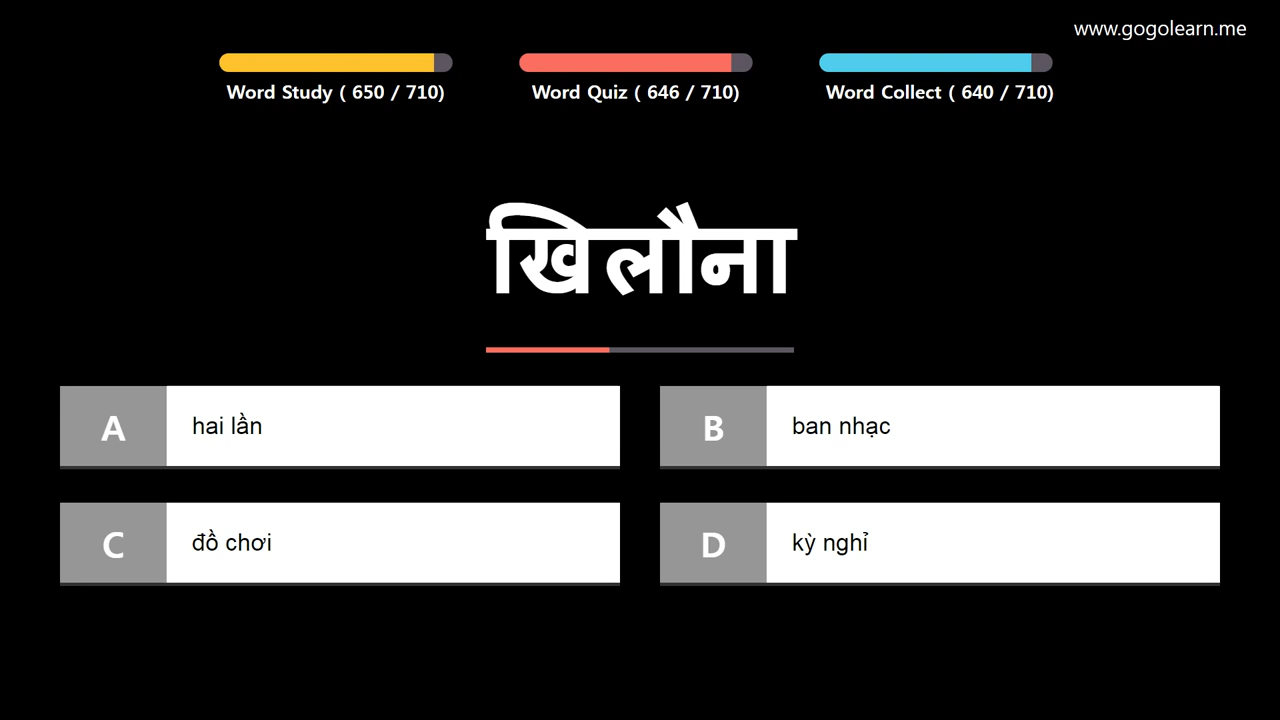 www.gogolearn.me
Word Study ( 650 / 710)
Word Quiz ( 646 / 710)
Word Collect ( 640 / 710)
खिलौना
A hai lần
B ban nhạc
C đồ chơi
D kỳ nghỉ